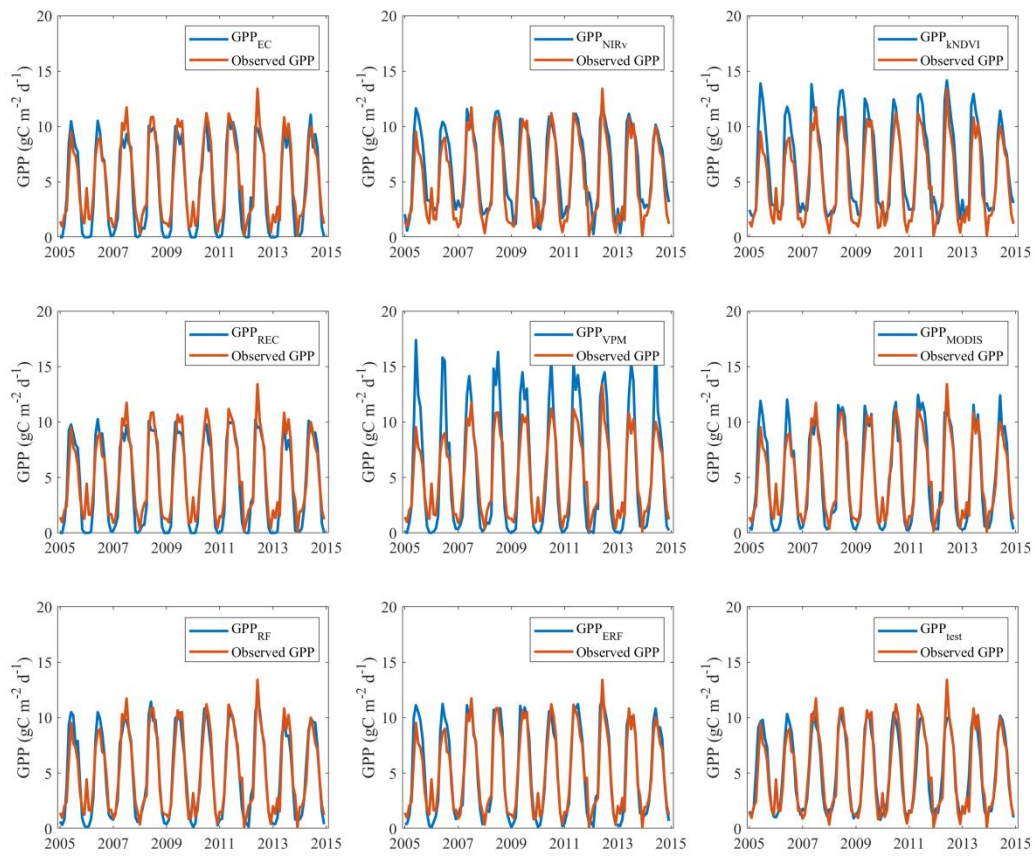 20
15
10
5
0
GPP (gC m⁻² d⁻¹)
GPP_EC
Observed GPP
2005 2007 2009 2011 2013 2015
20
15
10
5
0
GPP (gC m⁻² d⁻¹)
GPP_NIRv
Observed GPP
2005 2007 2009 2011 2013 2015
20
15
10
5
0
GPP (gC m⁻² d⁻¹)
GPP_kNDVI
Observed GPP
2005 2007 2009 2011 2013 2015
20
15
10
5
0
GPP (gC m⁻² d⁻¹)
GPP_REC
Observed GPP
2005 2007 2009 2011 2013 2015
20
15
10
5
0
GPP (gC m⁻² d⁻¹)
GPP_VPM
Observed GPP
2005 2007 2009 2011 2013 2015
20
15
10
5
0
GPP (gC m⁻² d⁻¹)
GPP_MODIS
Observed GPP
2005 2007 2009 2011 2013 2015
20
15
10
5
0
GPP (gC m⁻² d⁻¹)
GPP_RF
Observed GPP
2005 2007 2009 2011 2013 2015
20
15
10
5
0
GPP (gC m⁻² d⁻¹)
GPP_ERF
Observed GPP
2005 2007 2009 2011 2013 2015
20
15
10
5
0
GPP (gC m⁻² d⁻¹)
GPP_test
Observed GPP
2005 2007 2009 2011 2013 2015